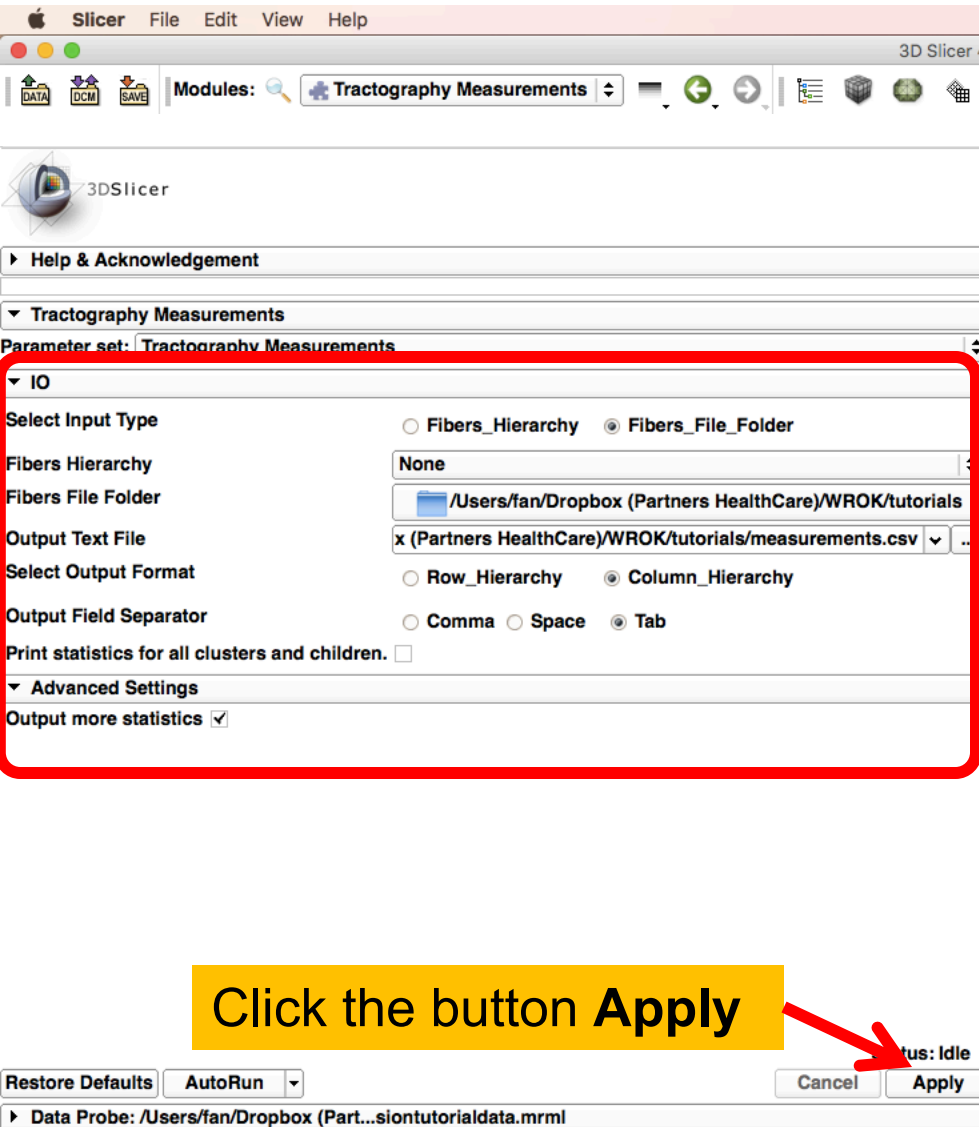 Slicer File Edit View Help
3D Slicer
DATA DCM SAVE Modules: Tractography Measurements
3DSlicer
Help & Acknowledgement
Tractography Measurements
Parameter set: Tractography Measurements
IO
Select Input Type Fibers_Hierarchy Fibers_File_Folder
Fibers Hierarchy None
Fibers File Folder /Users/fan/Dropbox (Partners HealthCare)/WROK/tutorials
Output Text File x (Partners HealthCare)/WROK/tutorials/measurements.csv ..
Select Output Format Row_Hierarchy Column_Hierarchy
Output Field Separator Comma Space Tab
Print statistics for all clusters and children.
Advanced Settings
Output more statistics
Click the button Apply
tus: Idle
Restore Defaults AutoRun Cancel Apply
Data Probe: /Users/fan/Dropbox (Part...siontutorialdata.mrml